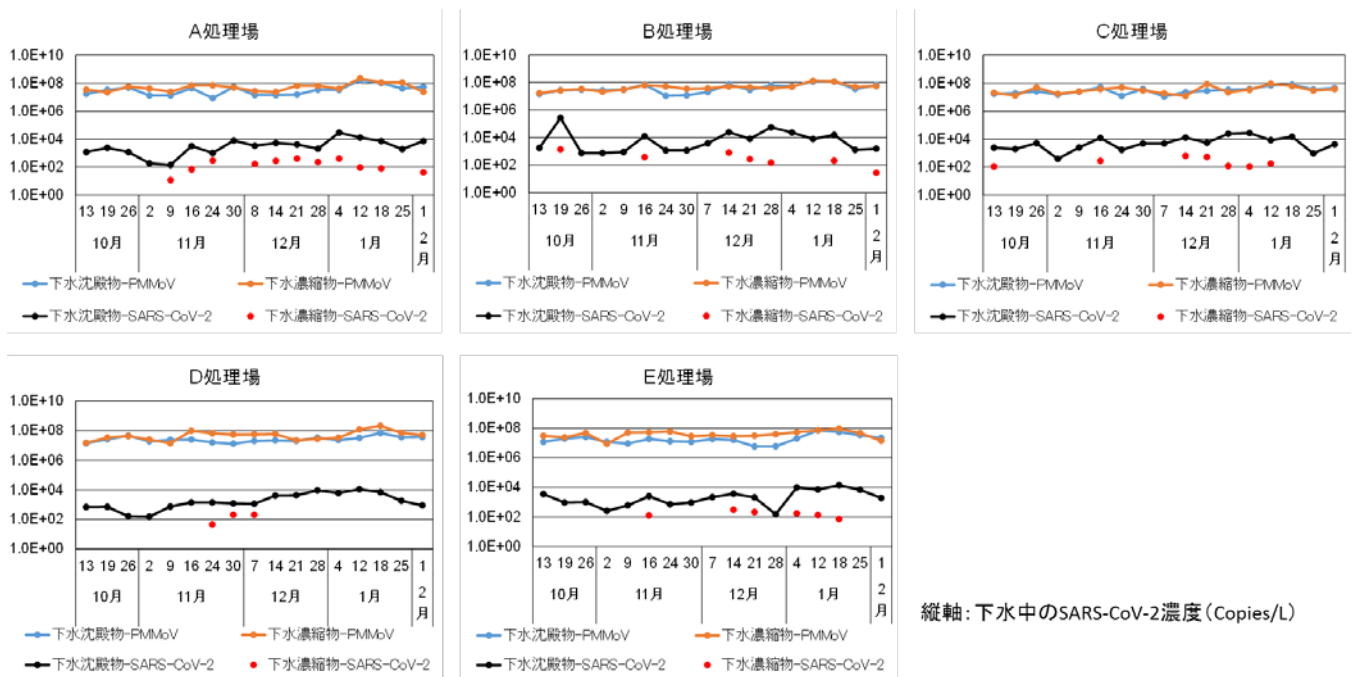 A処理場
1.0E+10
1.0E+08
1.0E+06
1.0E+04
1.0E+02
1.0E+00
13 19 26 2 9 16 24 30 8 14 21 28 4 12 18 25 1
10月 11月 12月 1月 2月
下水沈殿物-PMMoV 下水濃縮物-PMMoV
下水沈殿物-SARS-CoV-2 下水濃縮物-SARS-CoV-2
B処理場
1.0E+10
1.0E+08
1.0E+06
1.0E+04
1.0E+02
1.0E+00
13 19 26 2 9 16 24 30 7 14 21 28 4 12 18 25 1
10月 11月 12月 1月 2月
下水沈殿物-PMMoV 下水濃縮物-PMMoV
下水沈殿物-SARS-CoV-2 下水濃縮物-SARS-CoV-2
C処理場
1.0E+10
1.0E+08
1.0E+06
1.0E+04
1.0E+02
1.0E+00
13 19 26 2 9 16 24 30 7 14 21 28 4 12 18 25 1
10月 11月 12月 1月 2月
下水沈殿物-PMMoV 下水濃縮物-PMMoV
下水沈殿物-SARS-CoV-2 下水濃縮物-SARS-CoV-2
D処理場
1.0E+10
1.0E+08
1.0E+06
1.0E+04
1.0E+02
1.0E+00
13 19 26 2 9 16 24 30 7 14 21 28 4 12 18 25 1
10月 11月 12月 1月 2月
下水沈殿物-PMMoV 下水濃縮物-PMMoV
下水沈殿物-SARS-CoV-2 下水濃縮物-SARS-CoV-2
E処理場
1.0E+10
1.0E+08
1.0E+06
1.0E+04
1.0E+02
1.0E+00
13 19 26 2 9 16 24 30 7 14 21 28 4 12 18 25 1
10月 11月 12月 1月 2月
下水沈殿物-PMMoV 下水濃縮物-PMMoV
下水沈殿物-SARS-CoV-2 下水濃縮物-SARS-CoV-2
縦軸：下水中のSARS-CoV-2濃度（Copies/L）